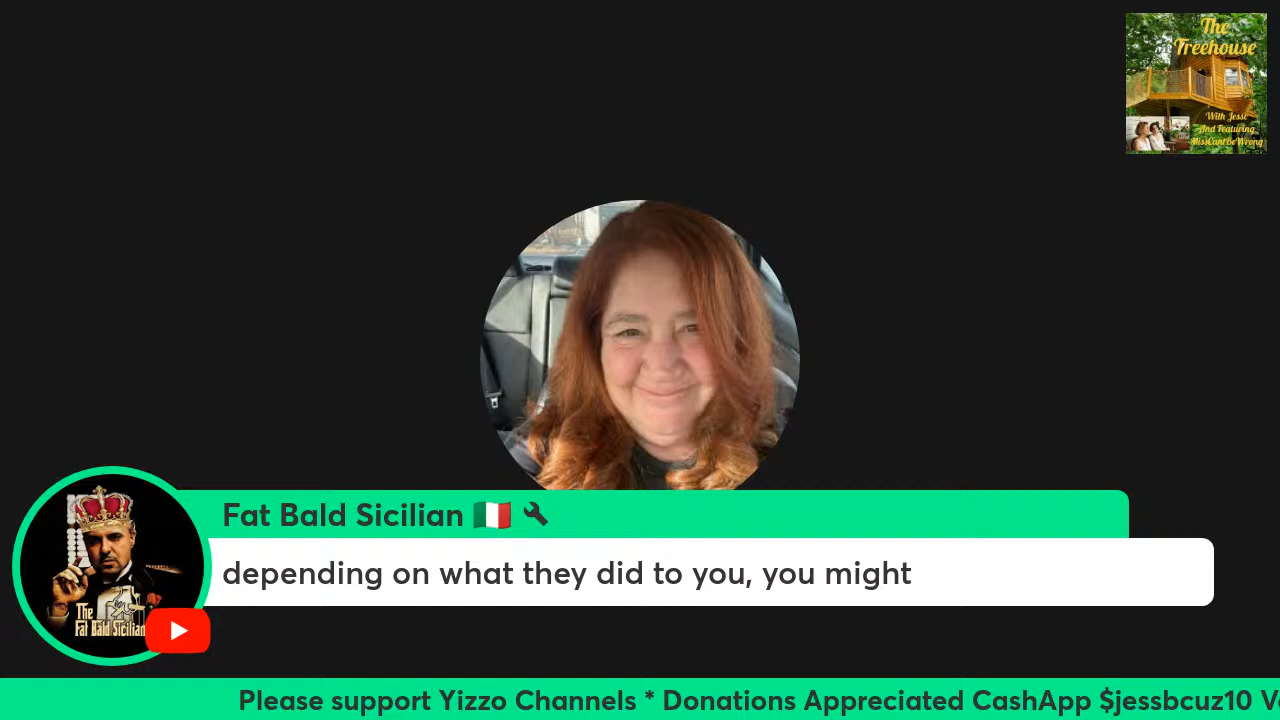 The
Treehouse
With Jesse
And Featuring
MissCantBeWrong
Fat Bald Sicilian
depending on what they did to you, you might
The
Fat Bald Sicilian
Please support Yizzo Channels * Donations Appreciated CashApp $jessbcuz10 V